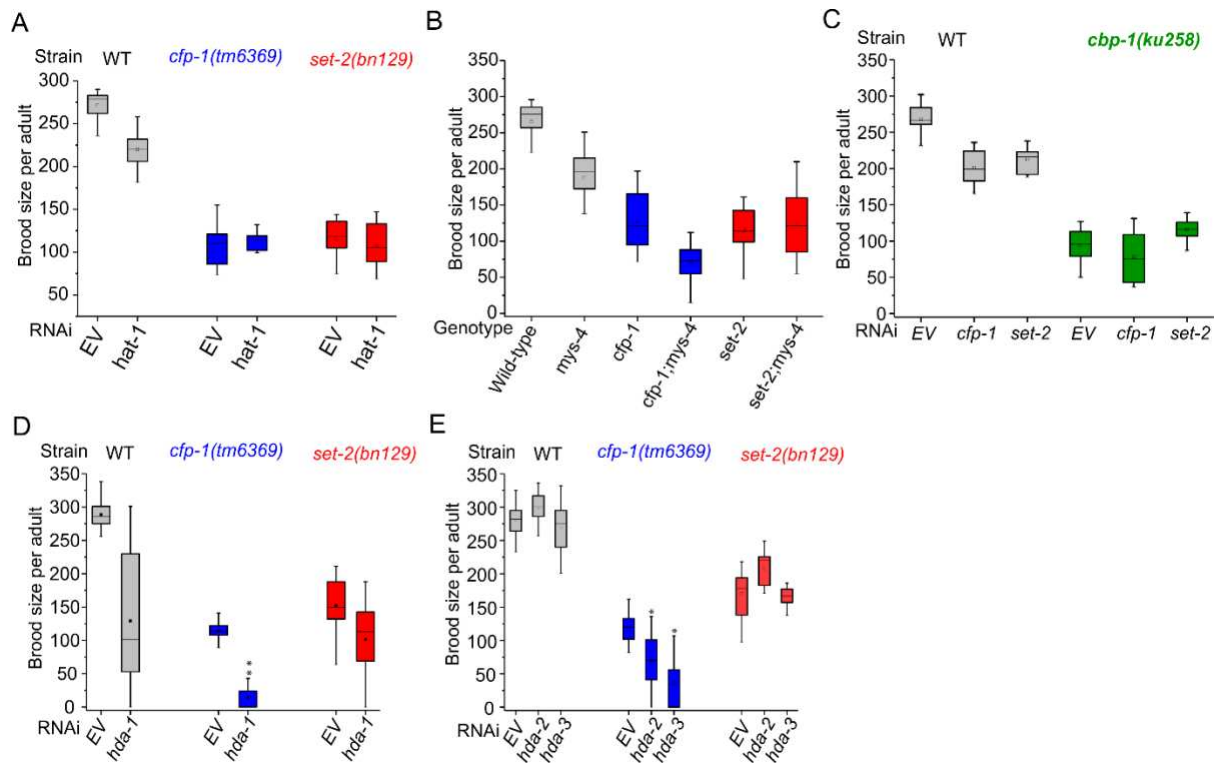 A
Strain WT cfp-1(tm6369) set-2(bn129)
Brood size per adult
300
250
200
150
100
50
RNAi EV hat-1 EV hat-1 EV hat-1
B
Brood size per adult
350
300
250
200
150
100
50
0
Genotype Wild-type mys-4 cfp-1 cfp-1;mys-4 set-2 set-2;mys-4
C
Strain WT cbp-1(ku258)
Brood size per adult
350
300
250
200
150
100
50
0
RNAi EV cfp-1 set-2 EV cfp-1 set-2
D
Strain WT cfp-1(tm6369) set-2(bn129)
Brood size per adult
350
300
250
200
150
100
50
0
**
RNAi EV hda-1 EV hda-1 EV hda-1
E
Strain WT cfp-1(tm6369) set-2(bn129)
Brood size per adult
350
300
250
200
150
100
50
0
* *
RNAi EV hda-2 hda-3 EV hda-2 hda-3 EV hda-2 hda-3